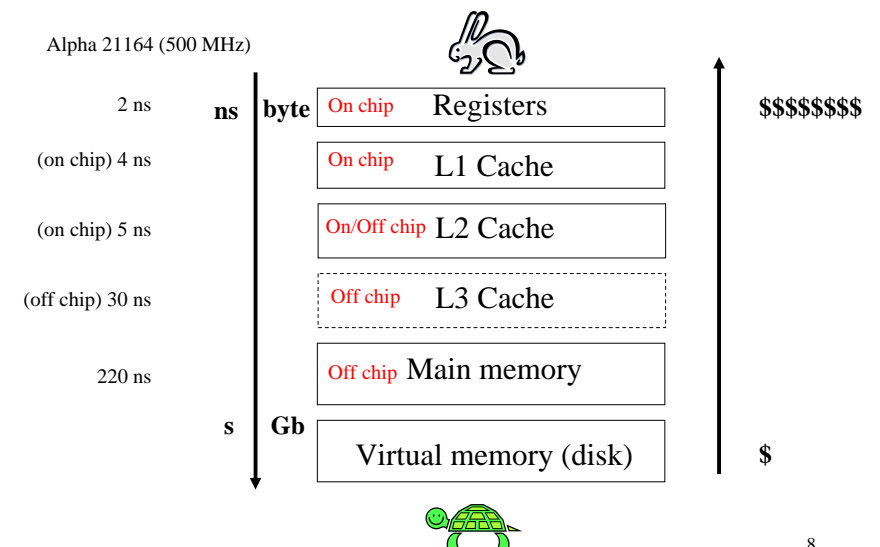 Alpha 21164 (500 MHz)
2 ns ns byte On chip Registers $$$$$$$$
(on chip) 4 ns On chip L1 Cache
(on chip) 5 ns On/Off chip L2 Cache
(off chip) 30 ns Off chip L3 Cache
220 ns Off chip Main memory
s Gb
Virtual memory (disk) $
8